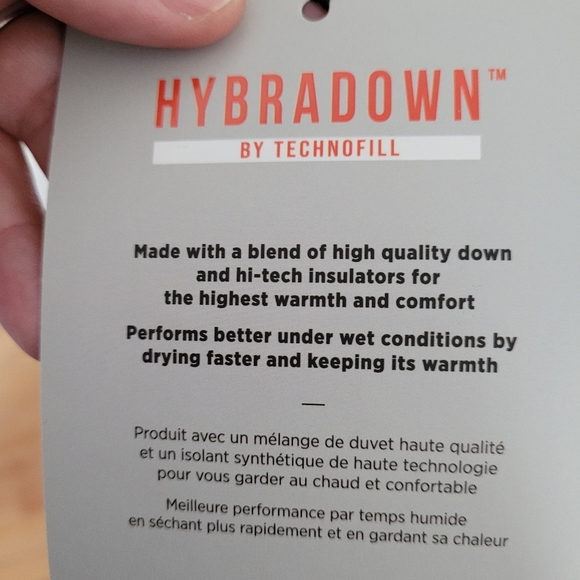 HYBRADOWN™
BY TECHNOFILL
Made with a blend of high quality down
and hi-tech insulators for
the highest warmth and comfort
Performs better under wet conditions by
drying faster and keeping its warmth
—
Produit avec un mélange de duvet haute qualité
et un isolant synthétique de haute technologie
pour vous garder au chaud et confortable
Meilleure performance par temps humide
en séchant plus rapidement et en gardant sa chaleur